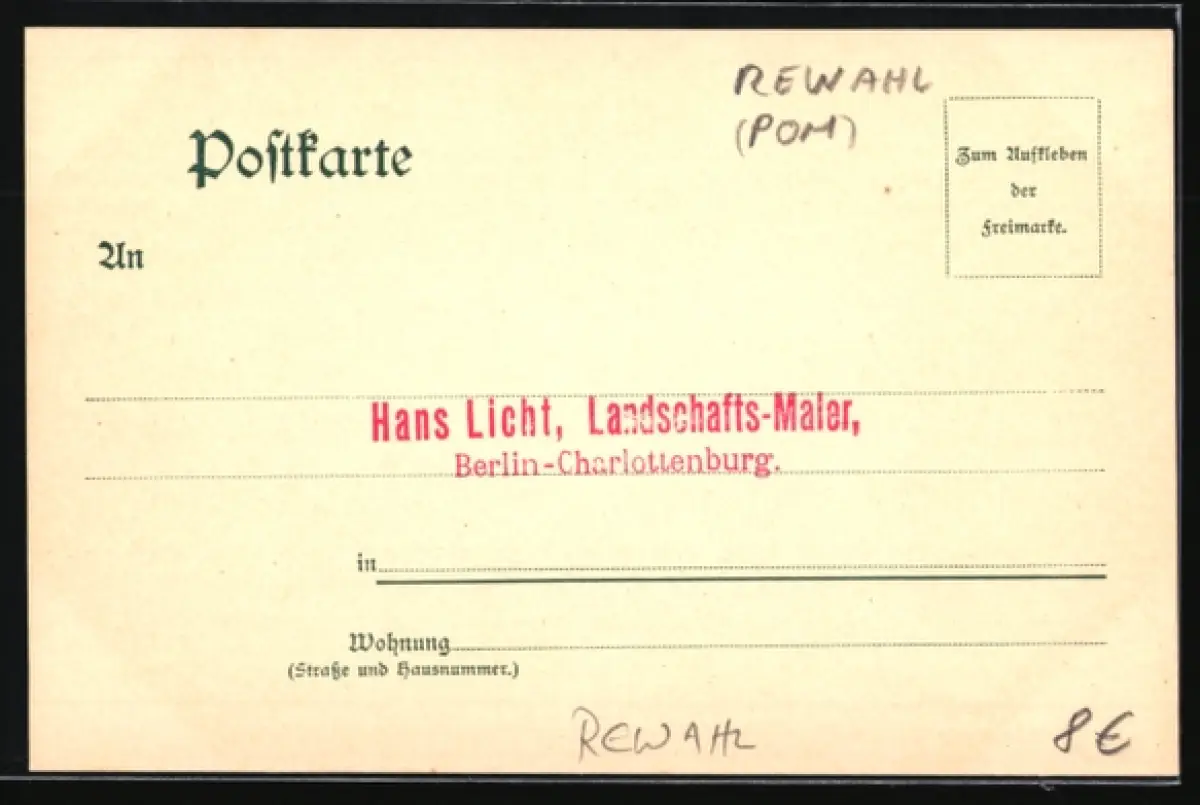 REWAHL
(POM)
Postkarte
Zum Aufkleben
der
Freimarke.
An
Hans Licht, Landschafts-Maler,
Berlin-Charlottenburg.
in
Wohnung
(Straße und Hausnummer.)
REWAHL
8€